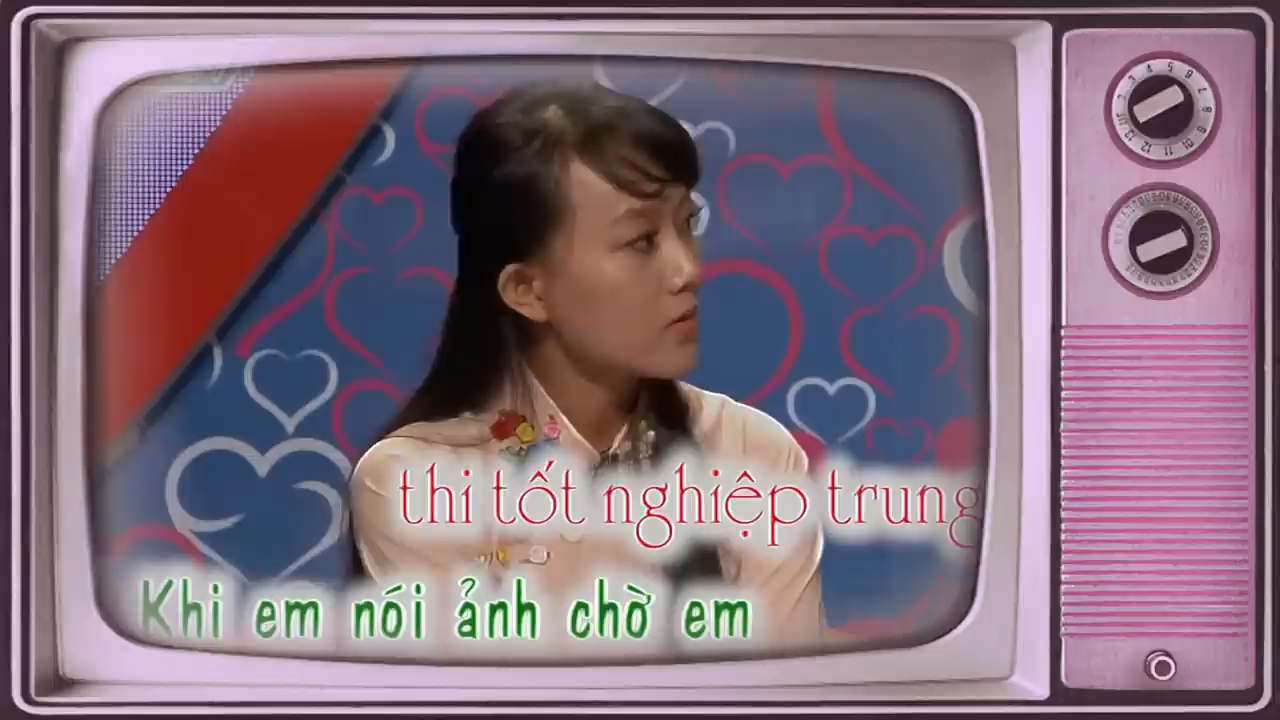 thi tốt nghiệp trung
Khi em nói ảnh chờ em